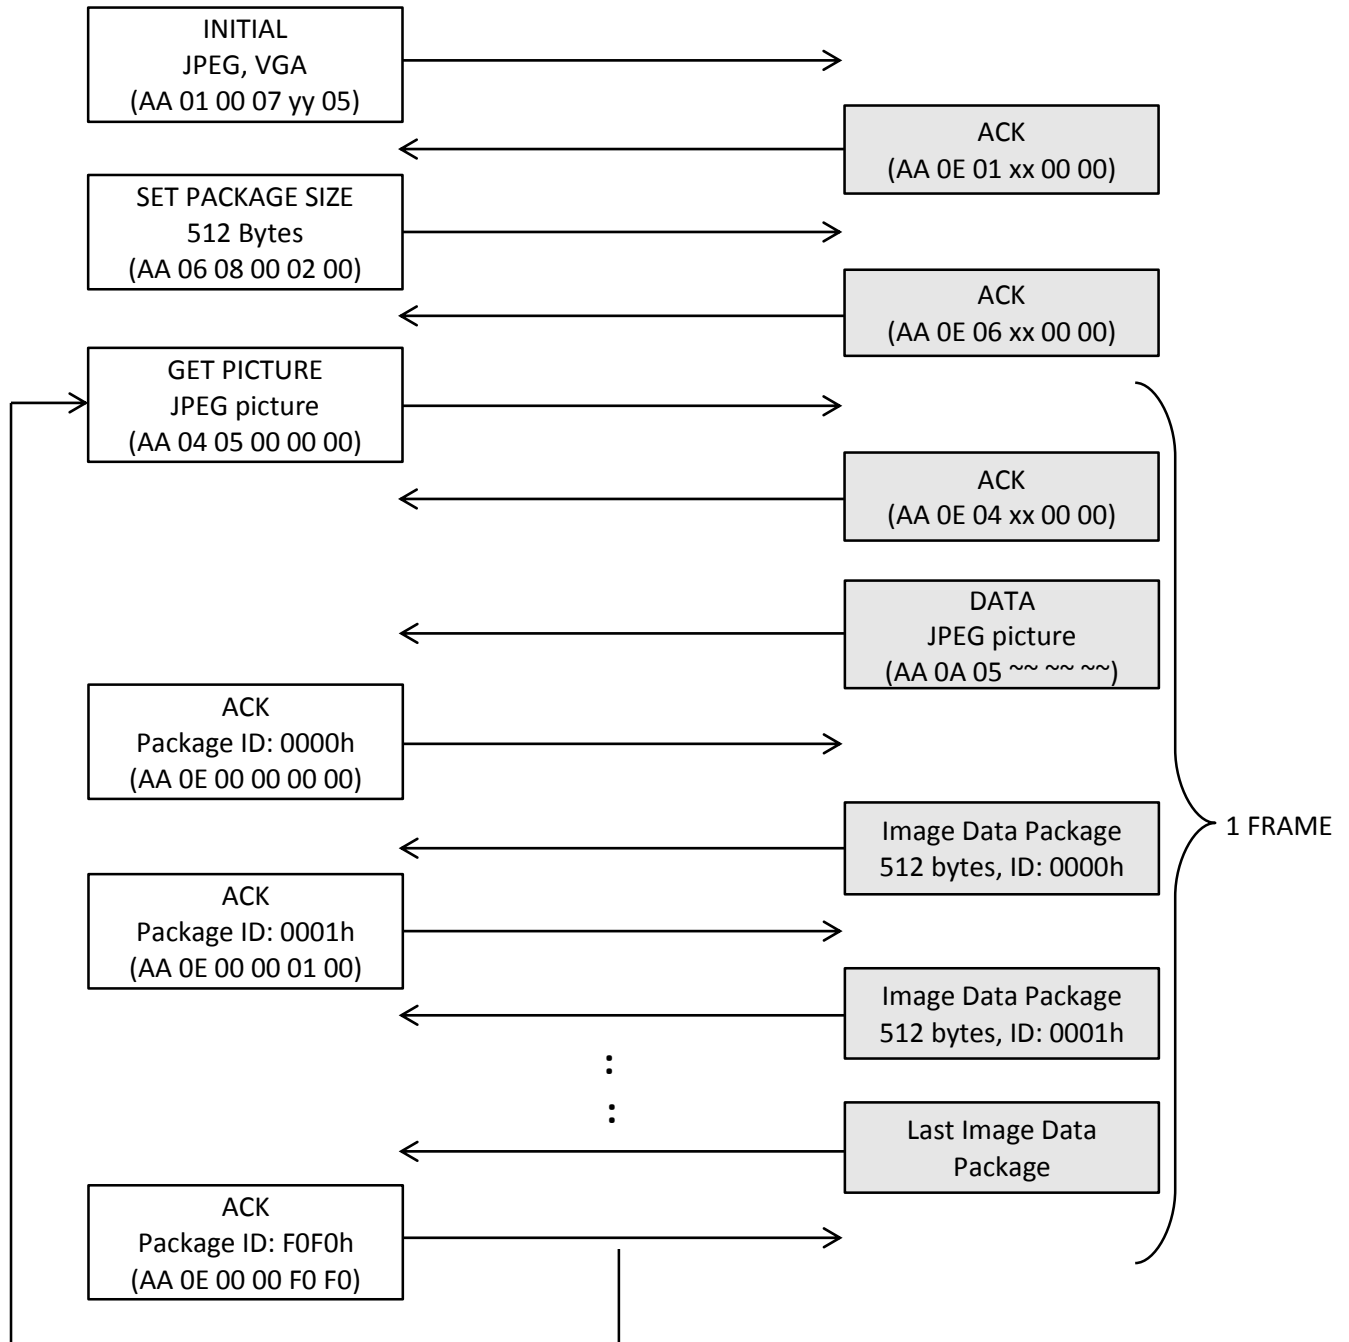 INITIAL
JPEG, VGA
(AA 01 00 07 yy 05)
ACK
(AA 0E 01 xx 00 00)
SET PACKAGE SIZE
512 Bytes
(AA 06 08 00 02 00)
ACK
(AA 0E 06 xx 00 00)
GET PICTURE
JPEG picture
(AA 04 05 00 00 00)
ACK
(AA 0E 04 xx 00 00)
DATA
JPEG picture
(AA 0A 05 ~~ ~~ ~~)
ACK
Package ID: 0000h
(AA 0E 00 00 00 00)
Image Data Package
512 bytes, ID: 0000h
1 FRAME
ACK
Package ID: 0001h
(AA 0E 00 00 01 00)
Image Data Package
512 bytes, ID: 0001h
:
:
Last Image Data
Package
ACK
Package ID: F0F0h
(AA 0E 00 00 F0 F0)